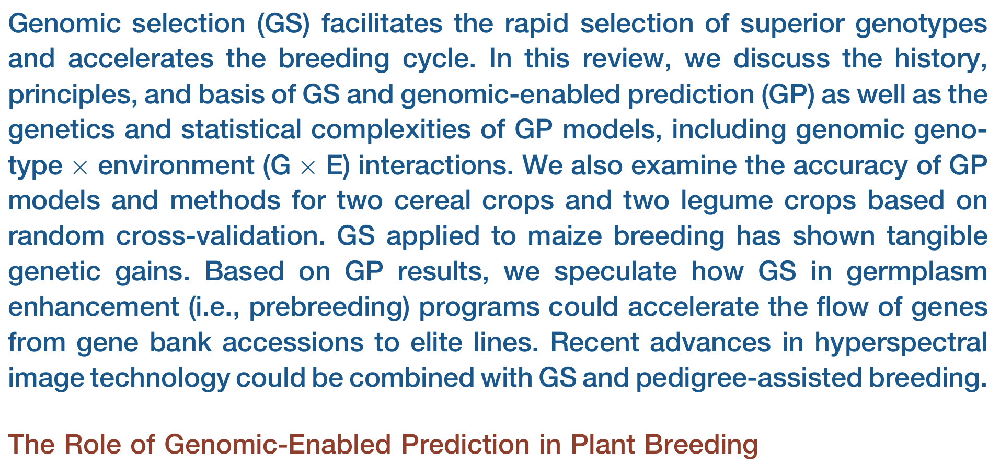 Genomic selection (GS) facilitates the rapid selection of superior genotypes
and accelerates the breeding cycle. In this review, we discuss the history,
principles, and basis of GS and genomic-enabled prediction (GP) as well as the
genetics and statistical complexities of GP models, including genomic geno-
type × environment (G × E) interactions. We also examine the accuracy of GP
models and methods for two cereal crops and two legume crops based on
random cross-validation. GS applied to maize breeding has shown tangible
genetic gains. Based on GP results, we speculate how GS in germplasm
enhancement (i.e., prebreeding) programs could accelerate the flow of genes
from gene bank accessions to elite lines. Recent advances in hyperspectral
image technology could be combined with GS and pedigree-assisted breeding.
The Role of Genomic-Enabled Prediction in Plant Breeding